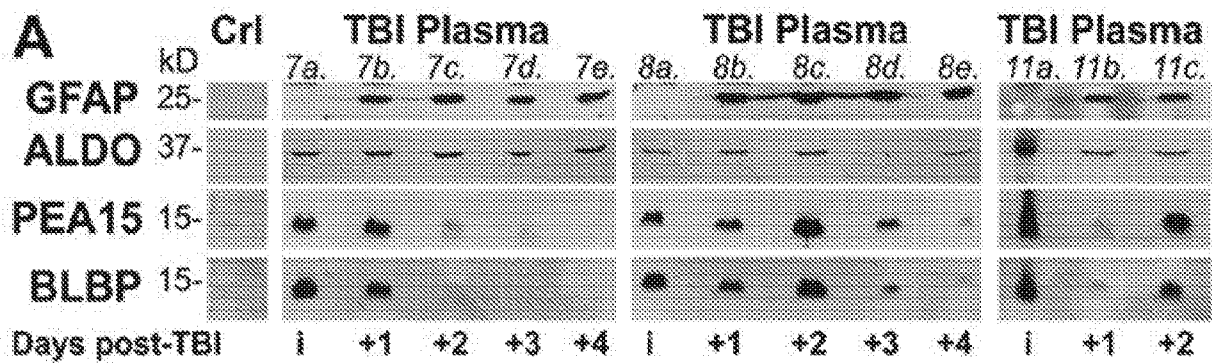 A Crl TBI Plasma TBI Plasma TBI Plasma
kD 7a. 7b. 7c. 7d. 7e. 8a. 8b. 8c. 8d. 8e. 11a. 11b. 11c.
GFAP 25-
ALDO 37-
PEA15 15-
BLBP 15-
Days post-TBI i +1 +2 +3 +4 i +1 +2 +3 +4 i +1 +2